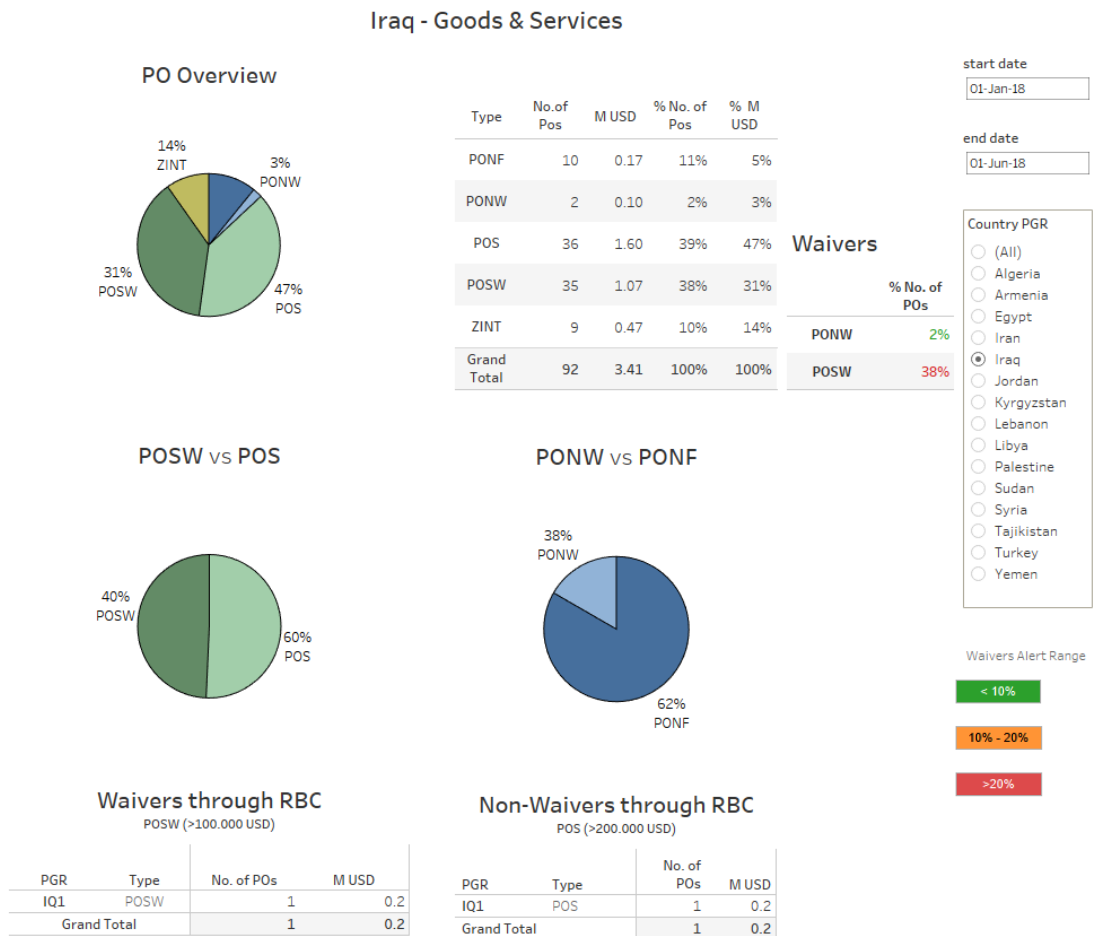 Iraq - Goods & Services
PO Overview
14%
ZINT
3%
PONW
31%
POSW
47%
POS
Type No.of Pos M USD % No. of Pos % M USD
PONF 10 0.17 11% 5%
PONW 2 0.10 2% 3%
POS 36 1.60 39% 47%
POSW 35 1.07 38% 31%
ZINT 9 0.47 10% 14%
Grand Total 92 3.41 100% 100%
Waivers
% No. of POs
PONW 2%
POSW 38%
start date
01-Jan-18
end date
01-Jun-18
Country PGR
(All)
Algeria
Armenia
Egypt
Iran
Iraq
Jordan
Kyrgyzstan
Lebanon
Libya
Palestine
Sudan
Syria
Tajikistan
Turkey
Yemen
POSW vs POS
40%
POSW
60%
POS
PONW vs PONF
38%
PONW
62%
PONF
Waivers Alert Range
< 10%
10% - 20%
>20%
Waivers through RBC
POSW (>100.000 USD)
PGR Type No. of POs M USD
IQ1 POSW 1 0.2
Grand Total 1 0.2
Non-Waivers through RBC
POS (>200.000 USD)
PGR Type No. of POs M USD
IQ1 POS 1 0.2
Grand Total 1 0.2